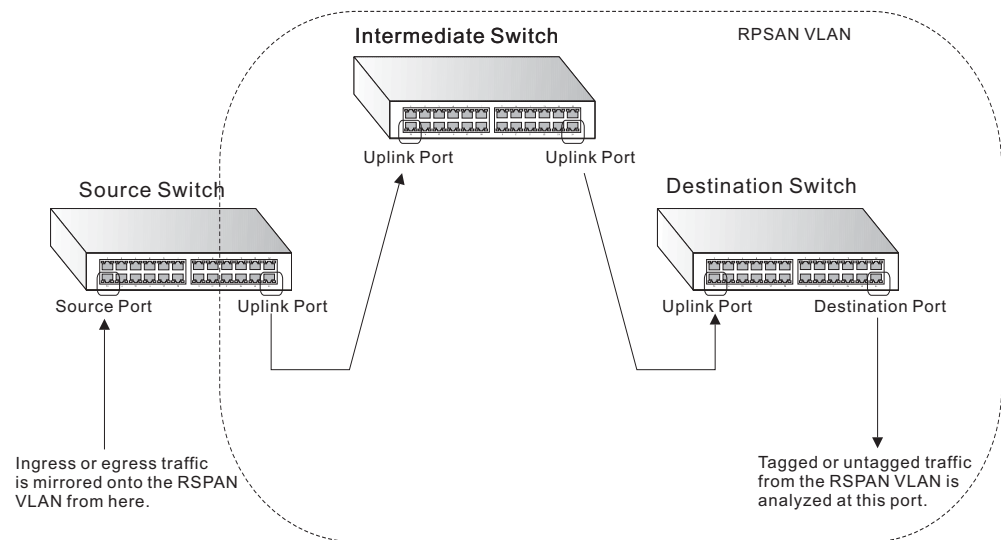 Intermediate Switch
RPSAN VLAN
Uplink Port
Uplink Port
Source Switch
Destination Switch
Source Port
Uplink Port
Uplink Port
Destination Port
Ingress or egress traffic
is mirrored onto the RSPAN
VLAN from here.
Tagged or untagged traffic
from the RSPAN VLAN is
analyzed at this port.